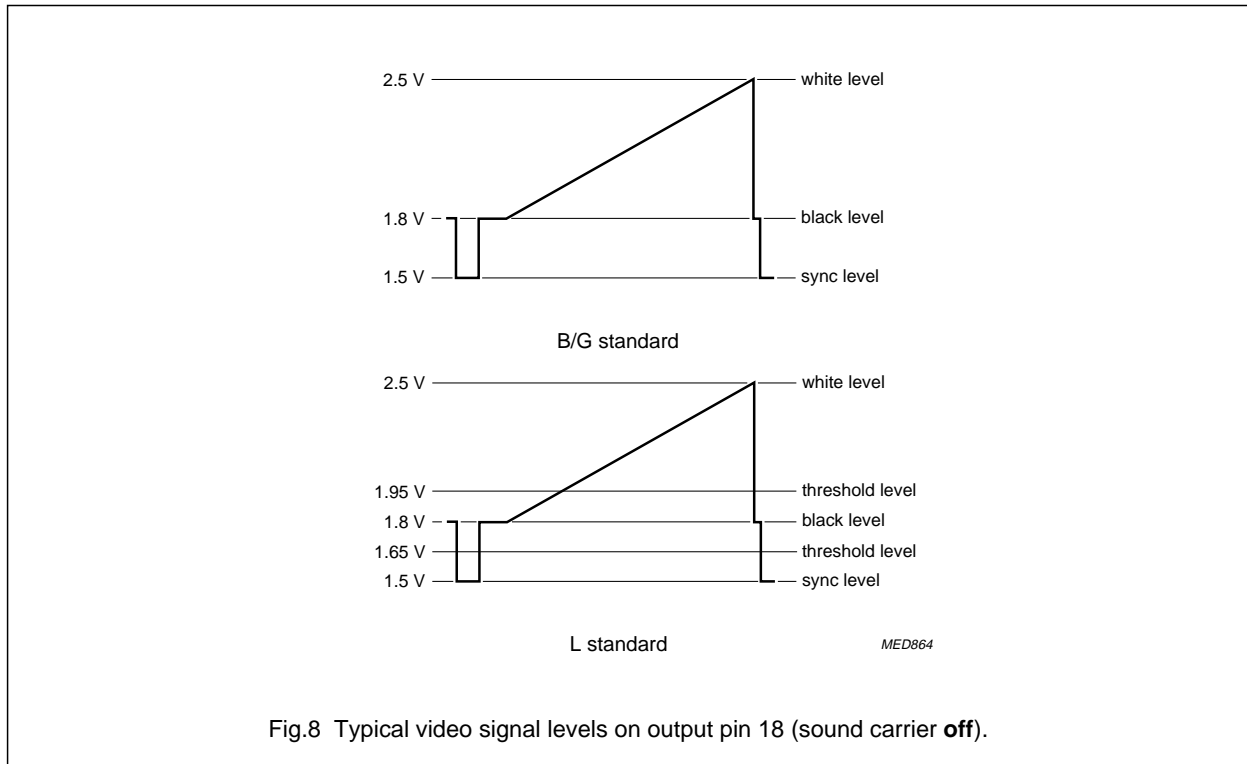 2.5 V white level
1.8 V black level
1.5 V sync level
B/G standard
2.5 V white level
1.95 V threshold level
1.8 V black level
1.65 V threshold level
1.5 V sync level
L standard
MED864
Fig.8 Typical video signal levels on output pin 18 (sound carrier off).